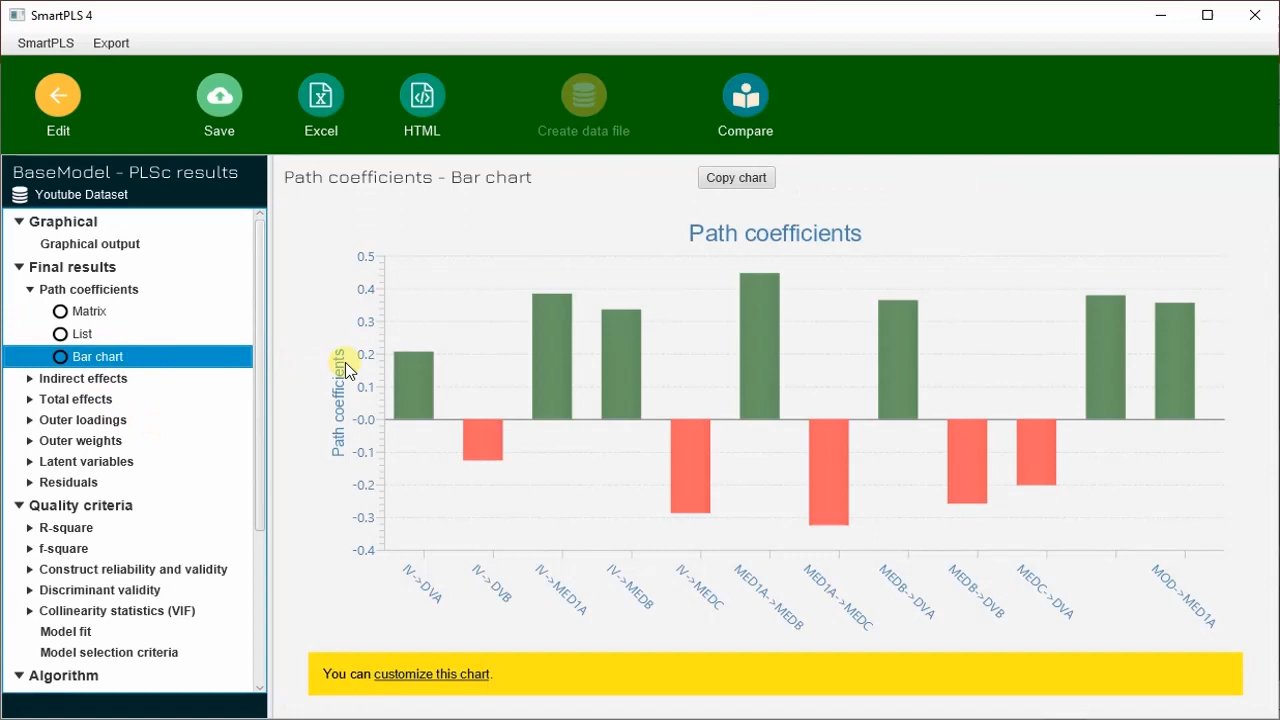 SmartPLS 4
SmartPLS Export
Edit Save Excel HTML Create data file Compare
BaseModel - PLSc results
Youtube Dataset
Graphical
Graphical output
Final results
Path coefficients
Matrix
List
Bar chart
Indirect effects
Total effects
Outer loadings
Outer weights
Latent variables
Residuals
Quality criteria
R-square
f-square
Construct reliability and validity
Discriminant validity
Collinearity statistics (VIF)
Model fit
Model selection criteria
Algorithm
Path coefficients - Bar chart
Copy chart
Path coefficients
Path coefficients
0.5
0.4
0.3
0.2
0.1
-0.0
-0.1
-0.2
-0.3
-0.4
IV->DVA
IV->DVB
IV->MED1A
IV->MEDB
IV->MEDC
MED1A->MEDB
MED1A->MEDC
MEDB->DVA
MEDB->DVB
MEDC->DVA
MOD->MED1A
You can customize this chart.